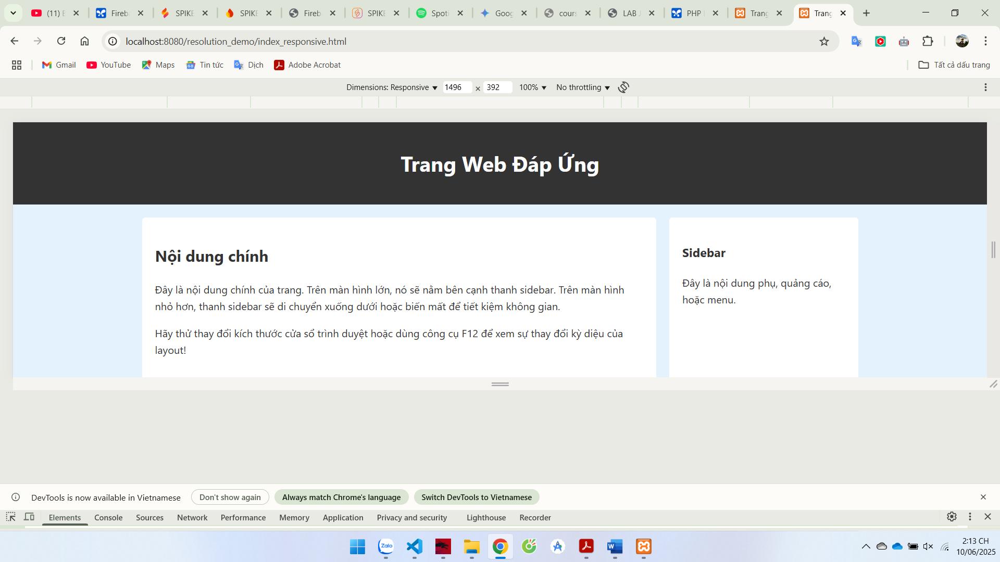 (11) E
Fireb
SPIKE
SPIKE
Fireb
SPIKE
Spoti
Goog
cours
LAB J
PHP
Trang
Trang
localhost:8080/resolution_demo/index_responsive.html
Gmail
YouTube
Maps
Tin tức
Dịch
Adobe Acrobat
Tất cả dấu trang
Dimensions: Responsive 1496 × 392 100% No throttling
Trang Web Đáp Ứng
Nội dung chính
Đây là nội dung chính của trang. Trên màn hình lớn, nó sẽ nằm bên cạnh thanh sidebar. Trên màn hình
nhỏ hơn, thanh sidebar sẽ di chuyển xuống dưới hoặc biến mất để tiết kiệm không gian.
Hãy thử thay đổi kích thước cửa sổ trình duyệt hoặc dùng công cụ F12 để xem sự thay đổi kỳ diệu của
layout!
Sidebar
Đây là nội dung phụ, quảng cáo,
hoặc menu.
DevTools is now available in Vietnamese
Don't show again
Always match Chrome's language
Switch DevTools to Vietnamese
Elements
Console
Sources
Network
Performance
Memory
Application
Privacy and security
Lighthouse
Recorder
Zalo
2:13 CH
10/06/2025